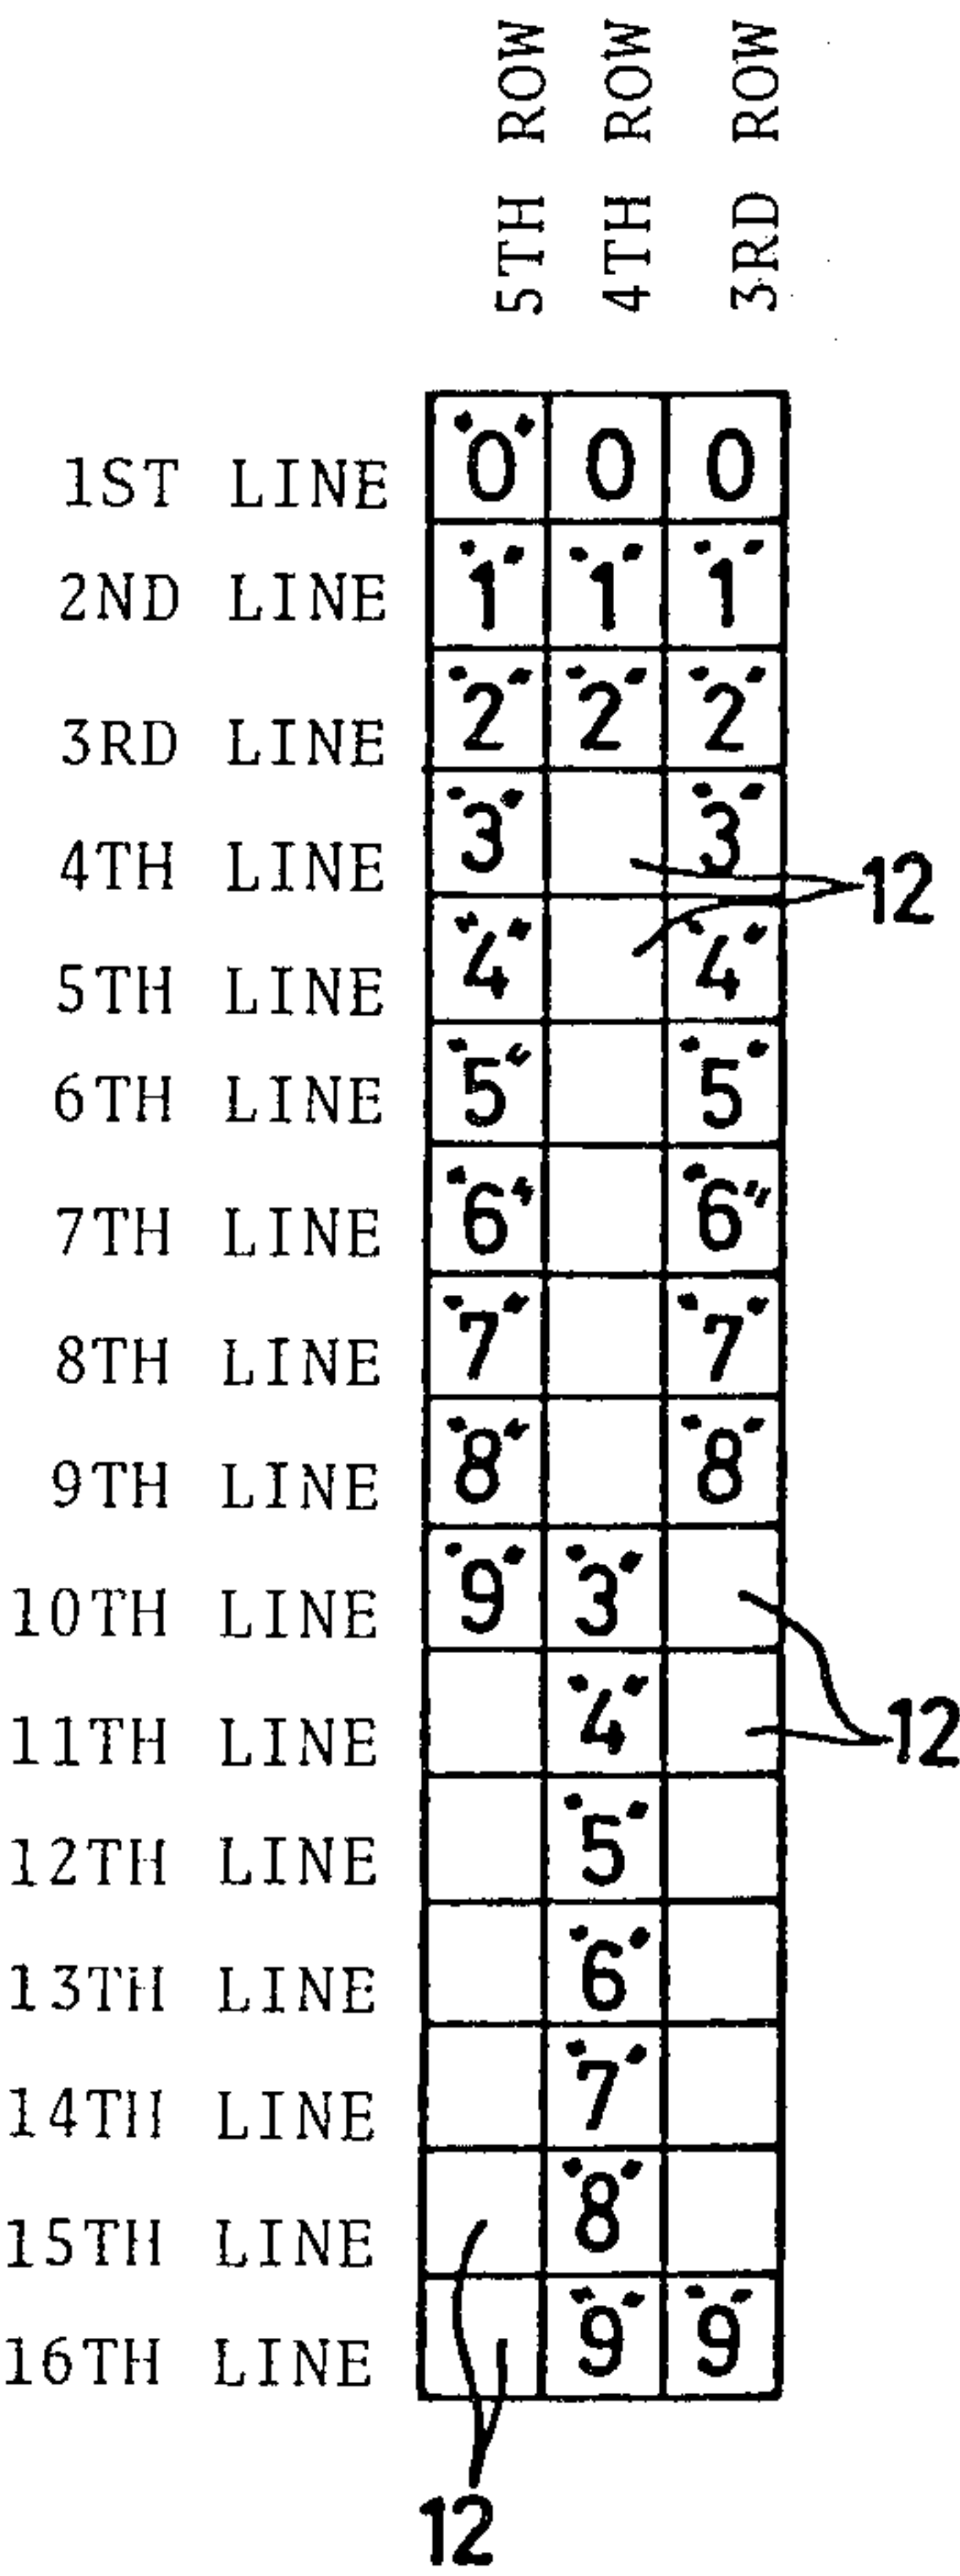 5TH ROW 4TH ROW 3RD ROW
1ST LINE "0" 0 0
2ND LINE "1" "1" "1"
3RD LINE "2" "2" "2"
4TH LINE "3" "3"
12
5TH LINE "4" "4"
6TH LINE "5" "5"
7TH LINE "6" "6"
8TH LINE "7" "7"
9TH LINE "8" "8"
10TH LINE "9" "3"
11TH LINE "4"
12
12TH LINE "5"
13TH LINE "6"
14TH LINE "7"
15TH LINE "8"
16TH LINE "9" "9"
12